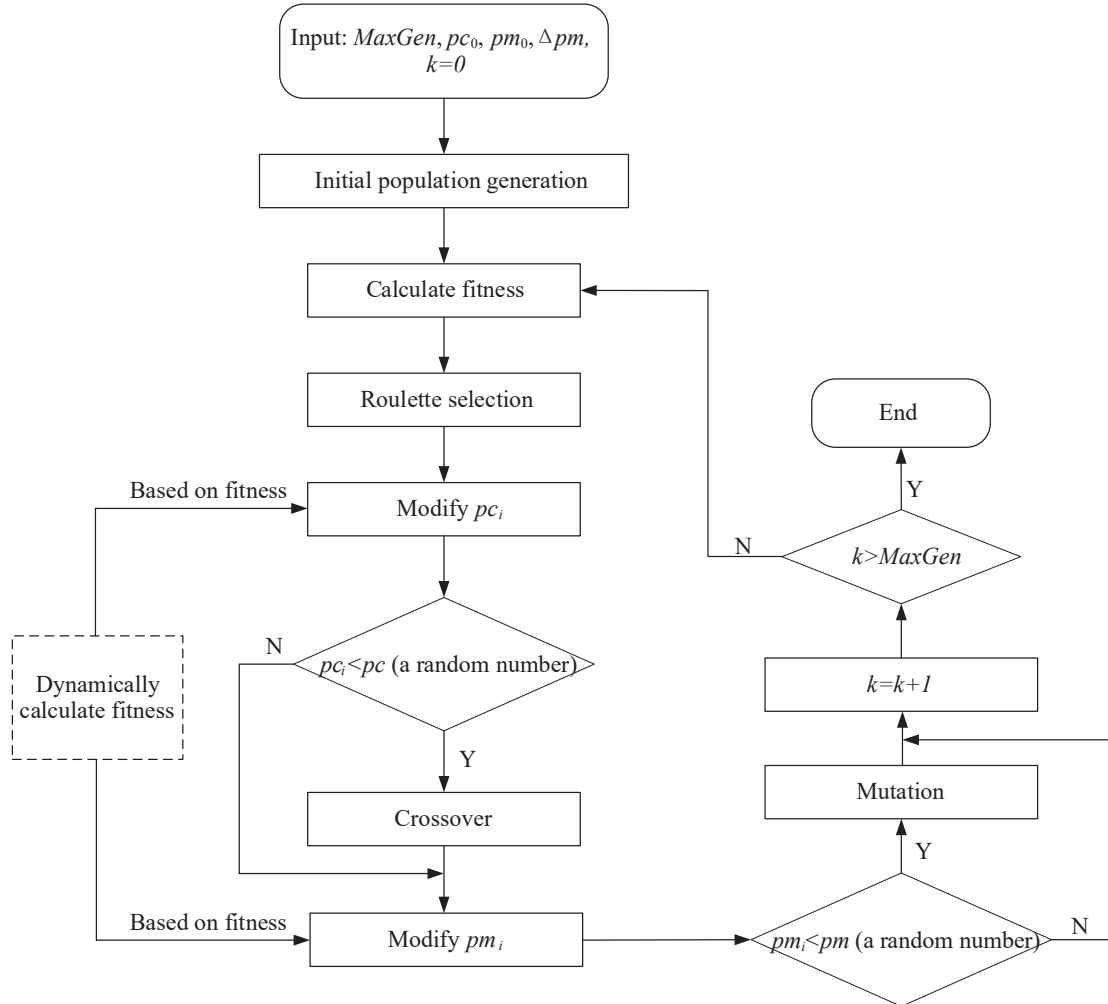 Input: MaxGen, pc₀, pm₀, Δpm,
k=0
Initial population generation
Calculate fitness
Roulette selection
End
Based on fitness
Modify pcᵢ
Y
N
k>MaxGen
N
pcᵢ<pc (a random number)
Dynamically
calculate fitness
k=k+1
Y
Mutation
Crossover
Y
Based on fitness
Modify pmᵢ
pmᵢ<pm (a random number)
N